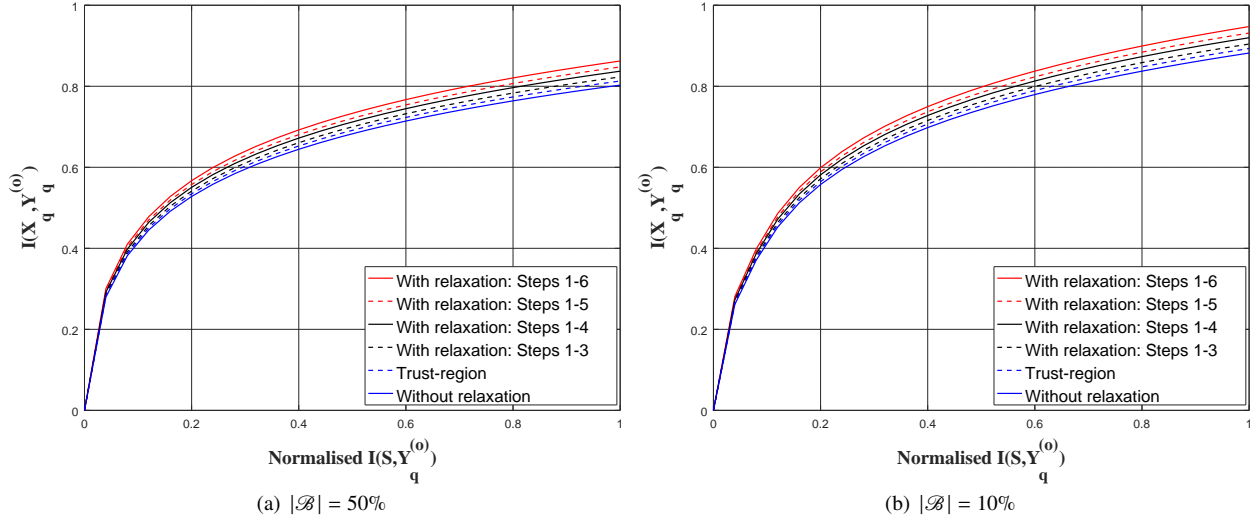 1
0.8
0.6
0.4
0.2
0
0 0.2 0.4 0.6 0.8 1
I(X_q,Y_q^(o))
Normalised I(S,Y_q^(o))
With relaxation: Steps 1-6
With relaxation: Steps 1-5
With relaxation: Steps 1-4
With relaxation: Steps 1-3
Trust-region
Without relaxation
(a) |ℬ| = 50%
1
0.8
0.6
0.4
0.2
0
0 0.2 0.4 0.6 0.8 1
I(X_q,Y_q^(o))
Normalised I(S,Y_q^(o))
With relaxation: Steps 1-6
With relaxation: Steps 1-5
With relaxation: Steps 1-4
With relaxation: Steps 1-3
Trust-region
Without relaxation
(b) |ℬ| = 10%